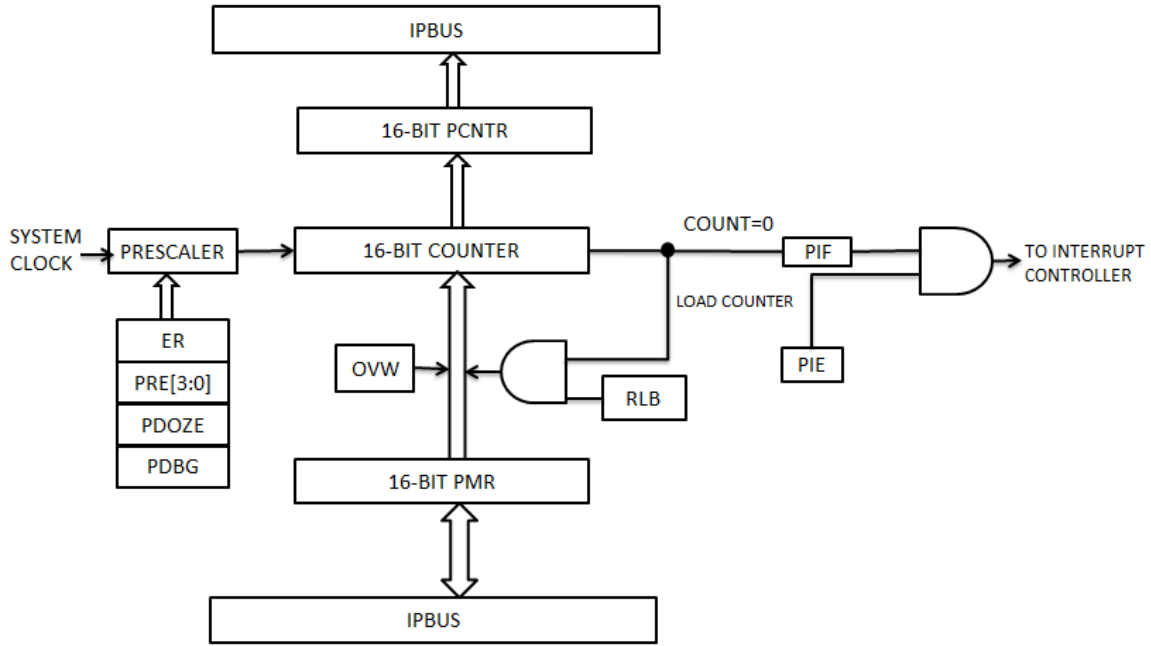 IPBUS
16-BIT PCNTR
SYSTEM
CLOCK
PRESCALER
16-BIT COUNTER
COUNT=0
PIF
TO INTERRUPT
CONTROLLER
LOAD COUNTER
ER
PRE[3:0]
PDOZE
PDBG
OVW
RLB
PIE
16-BIT PMR
IPBUS